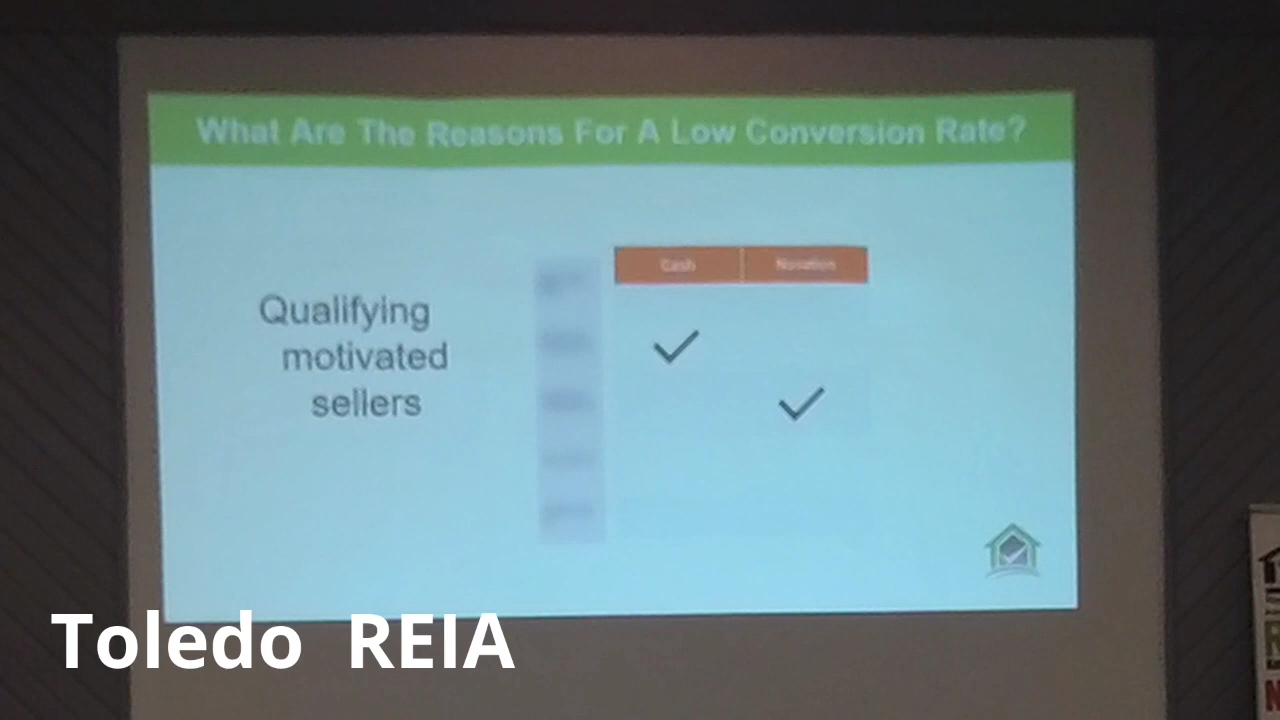 What Are The Reasons For A Low Conversion Rate?
Cash Novation
Qualifying
motivated
sellers
Toledo REIA